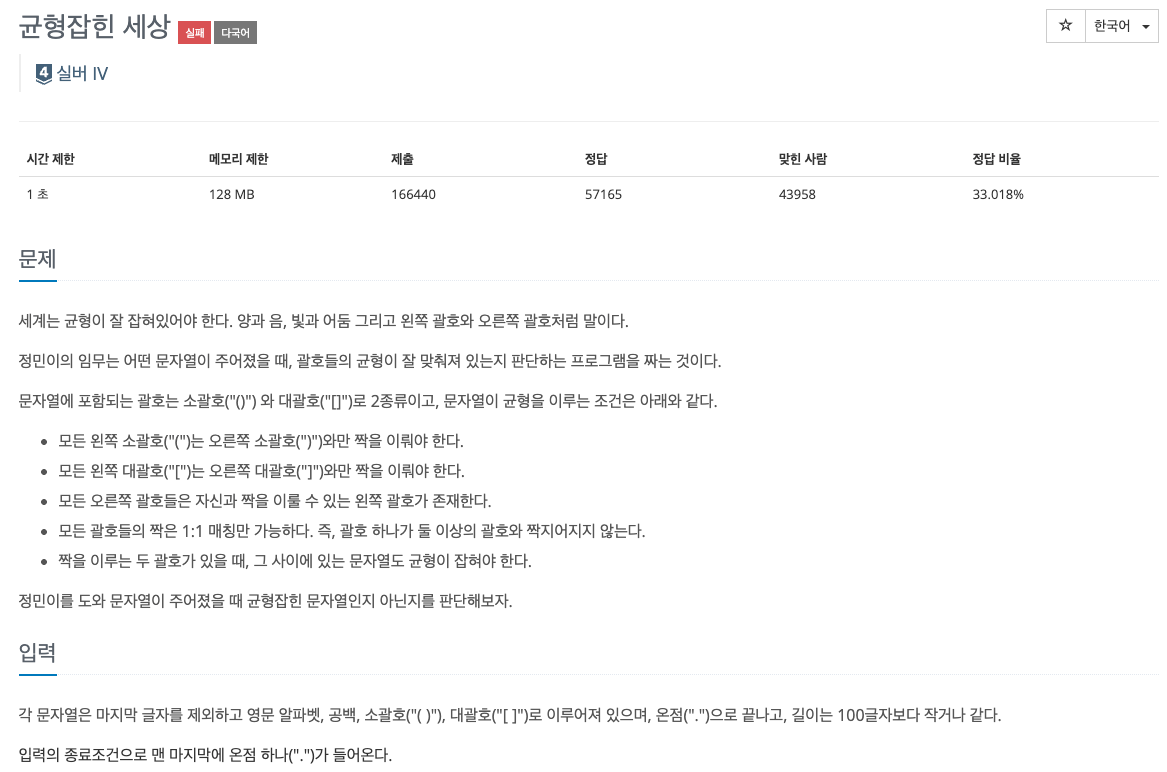 균형잡힌 세상 실패 다국어 ☆ 한국어
4 실버 IV
시간 제한 메모리 제한 제출 정답 맞힌 사람 정답 비율
1 초 128 MB 166440 57165 43958 33.018%
문제
세계는 균형이 잘 잡혀있어야 한다. 양과 음, 빛과 어둠 그리고 왼쪽 괄호와 오른쪽 괄호처럼 말이다.
정민이의 임무는 어떤 문자열이 주어졌을 때, 괄호들의 균형이 잘 맞춰져 있는지 판단하는 프로그램을 짜는 것이다.
문자열에 포함되는 괄호는 소괄호("()") 와 대괄호("[]")로 2종류이고, 문자열이 균형을 이루는 조건은 아래와 같다.
• 모든 왼쪽 소괄호("(")는 오른쪽 소괄호(")")와만 짝을 이뤄야 한다.
• 모든 왼쪽 대괄호("[")는 오른쪽 대괄호("]")와만 짝을 이뤄야 한다.
• 모든 오른쪽 괄호들은 자신과 짝을 이룰 수 있는 왼쪽 괄호가 존재한다.
• 모든 괄호들의 짝은 1:1 매칭만 가능하다. 즉, 괄호 하나가 둘 이상의 괄호와 짝지어지지 않는다.
• 짝을 이루는 두 괄호가 있을 때, 그 사이에 있는 문자열도 균형이 잡혀야 한다.
정민이를 도와 문자열이 주어졌을 때 균형잡힌 문자열인지 아닌지를 판단해보자.
입력
각 문자열은 마지막 글자를 제외하고 영문 알파벳, 공백, 소괄호("( )"), 대괄호("[ ]")로 이루어져 있으며, 온점(".")으로 끝나고, 길이는 100글자보다 작거나 같다.
입력의 종료조건으로 맨 마지막에 온점 하나(".")가 들어온다.